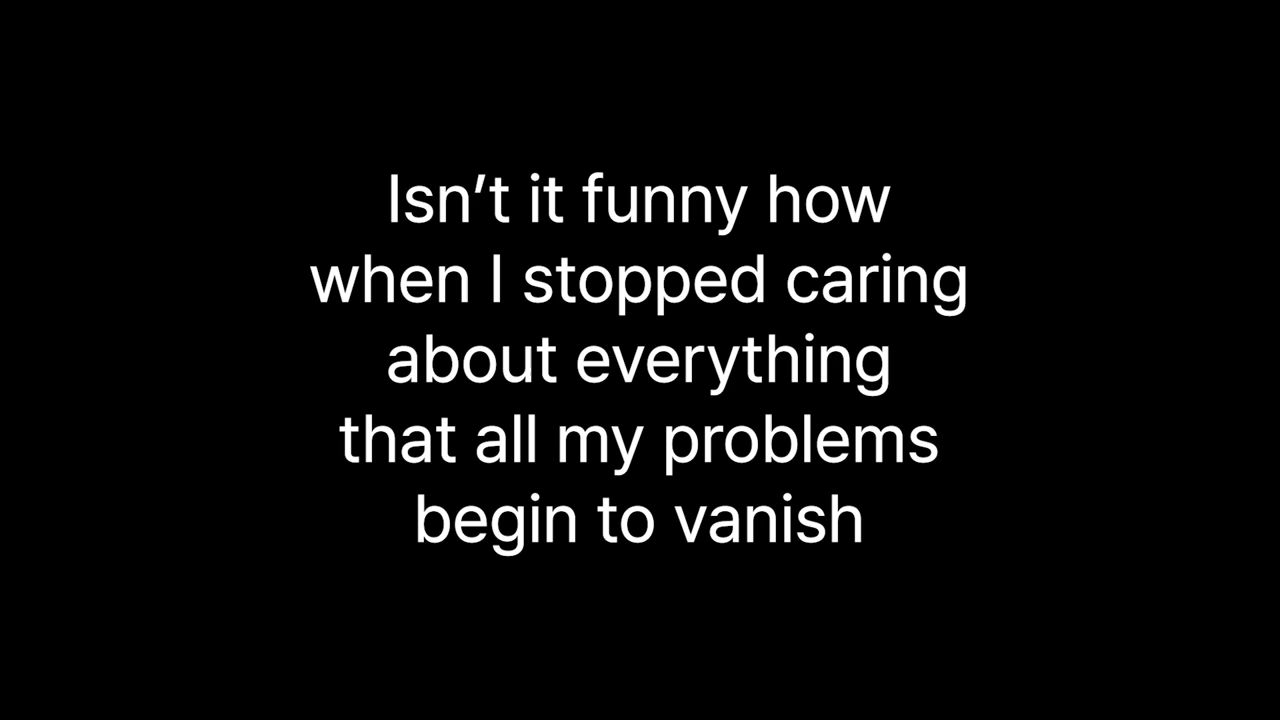 Isn’t it funny how
when I stopped caring
about everything
that all my problems
begin to vanish